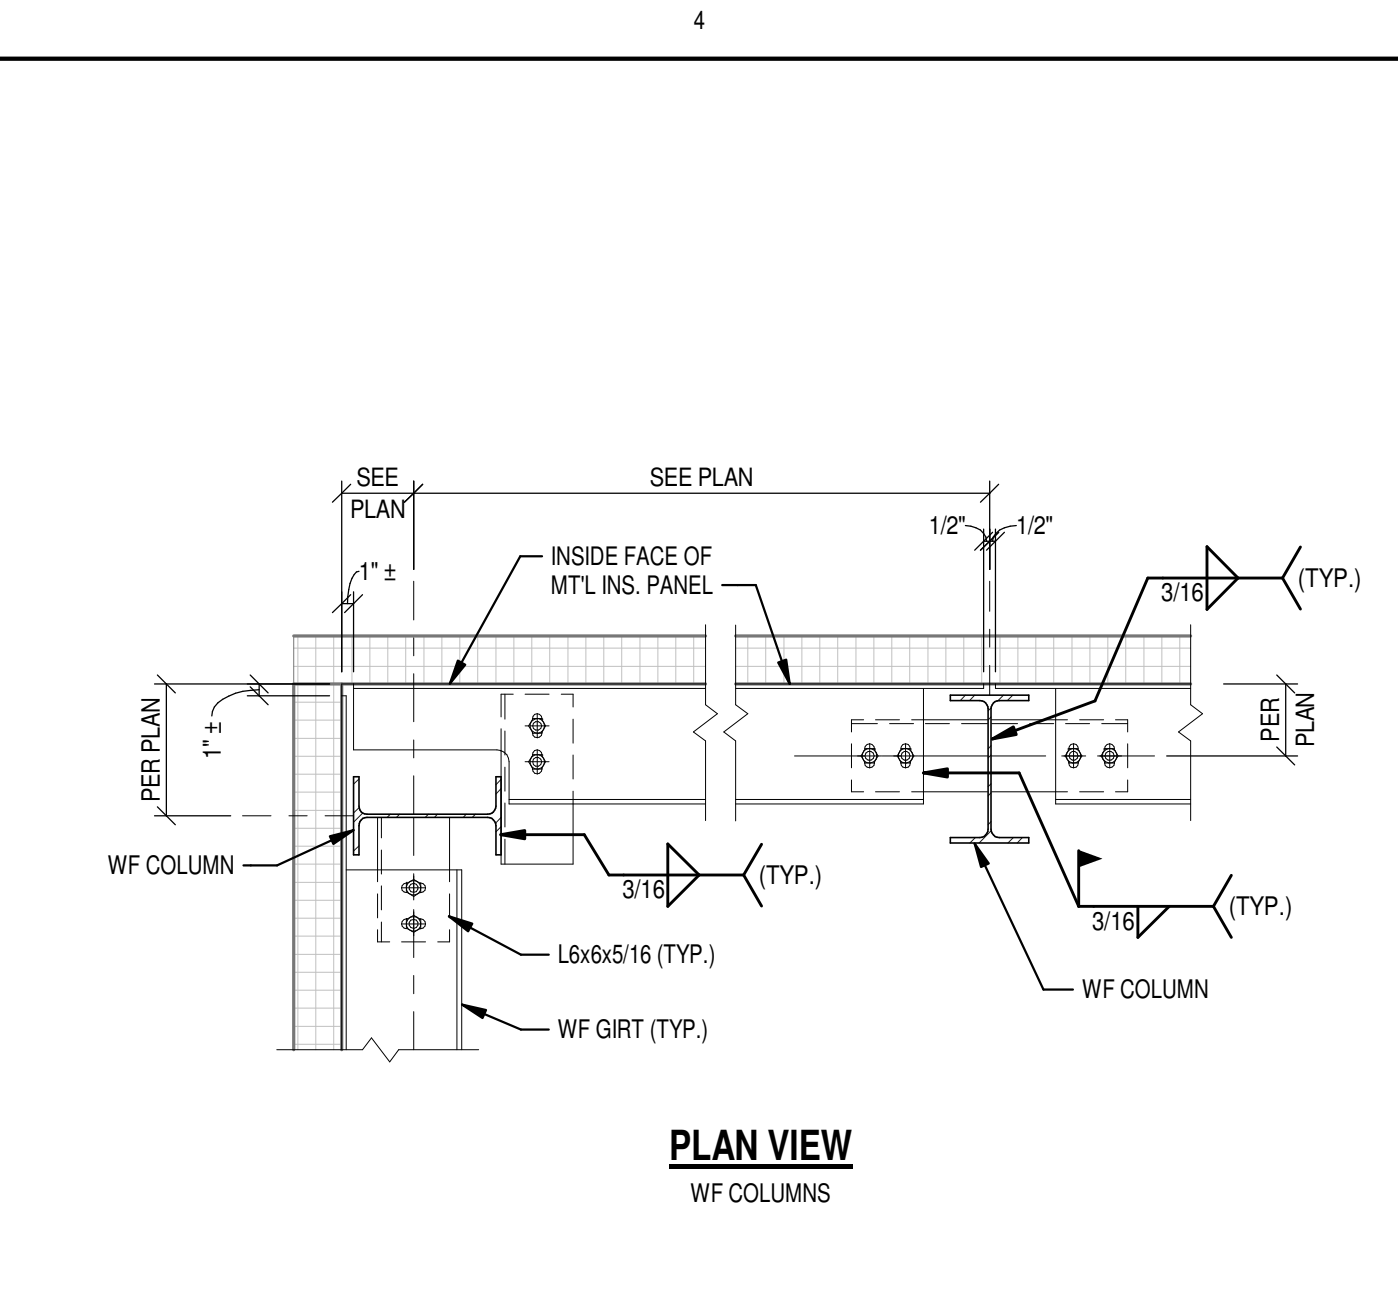 4
SEE
PLAN
SEE PLAN
1/2"
1/2"
1" ±
INSIDE FACE OF
MT'L INS. PANEL
3/16
(TYP.)
PER PLAN
1" ±
PER
PLAN
WF COLUMN
3/16
(TYP.)
3/16
(TYP.)
L6x6x5/16 (TYP.)
WF COLUMN
WF GIRT (TYP.)
PLAN VIEW
WF COLUMNS